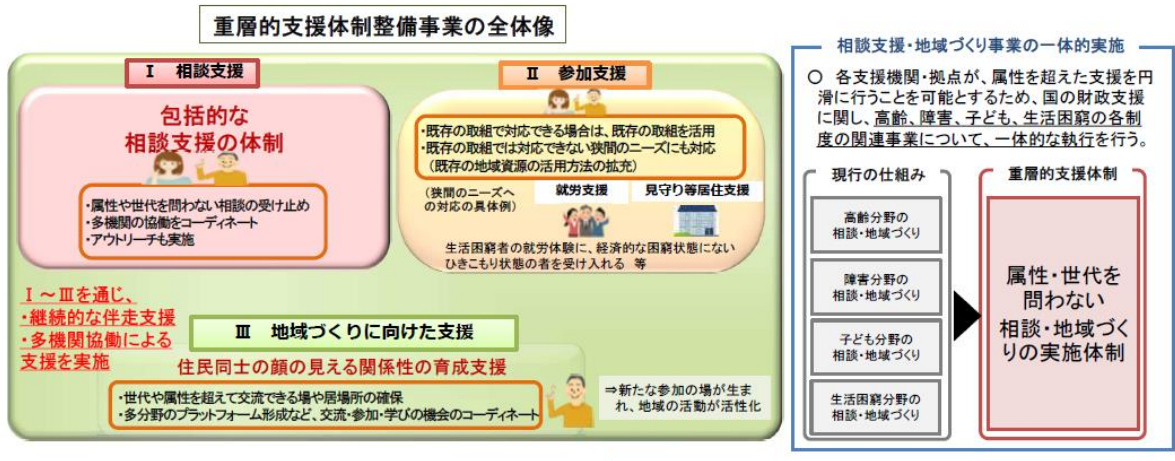 重層的支援体制整備事業の全体像
Ⅰ 相談支援
包括的な
相談支援の体制
・属性や世代を問わない相談の受け止め
・多機関の協働をコーディネート
・アウトリーチも実施
Ⅱ 参加支援
・既存の取組で対応できる場合は、既存の取組を活用
・既存の取組では対応できない狭間のニーズにも対応
（既存の地域資源の活用方法の拡充）
（狭間のニーズへ
の対応の具体例）
就労支援
見守り等居住支援
生活困窮者の就労体験に、経済的な困窮状態にない
ひきこもり状態の者を受け入れる 等
Ⅰ～Ⅲを通じ、
・継続的な伴走支援
・多機関協働による
支援を実施
Ⅲ 地域づくりに向けた支援
住民同士の顔の見える関係性の育成支援
・世代や属性を超えて交流できる場や居場所の確保
・多分野のプラットフォーム形成など、交流・参加・学びの機会のコーディネート
⇒新たな参加の場が生ま
れ、地域の活動が活性化
相談支援・地域づくり事業の一体的実施
○ 各支援機関・拠点が、属性を超えた支援を円
滑に行うことを可能とするため、国の財政支援
に関し、高齢、障害、子ども、生活困窮の各制
度の関連事業について、一体的な執行を行う。
現行の仕組み
高齢分野の
相談・地域づくり
障害分野の
相談・地域づくり
子ども分野の
相談・地域づくり
生活困窮分野の
相談・地域づくり
重層的支援体制
属性・世代を
問わない
相談・地域づく
りの実施体制